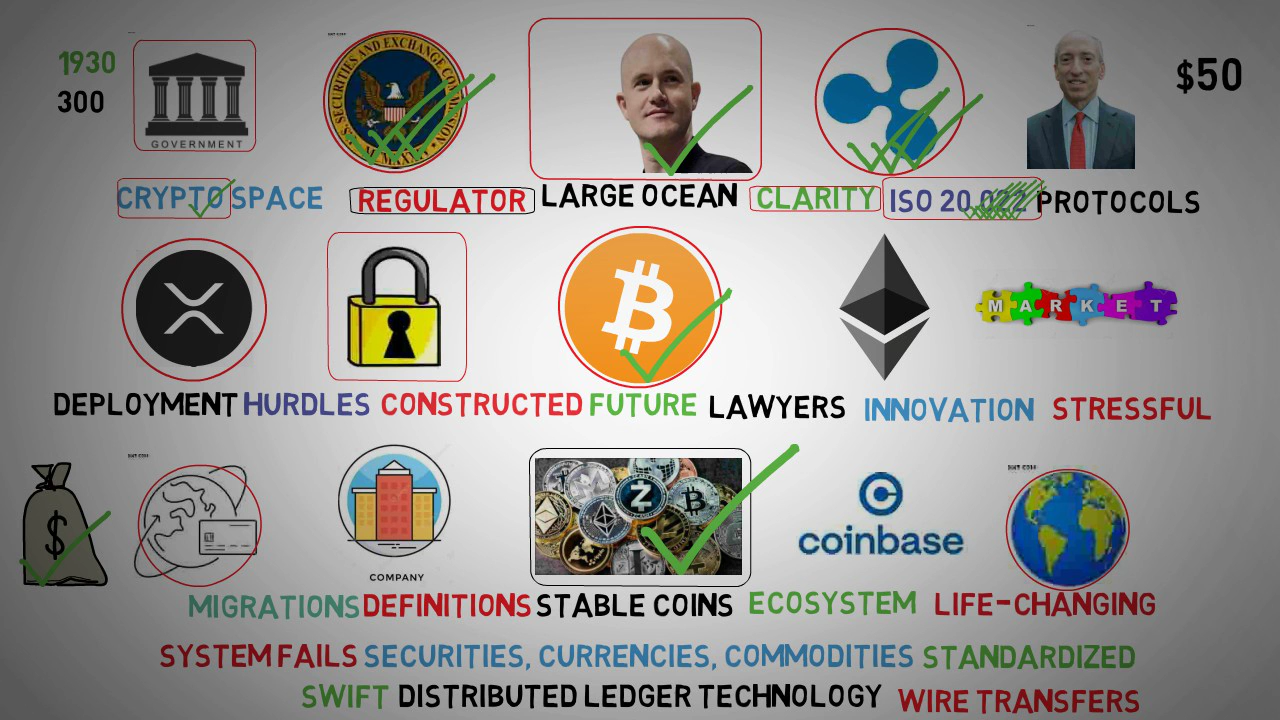 1930
300
$50
GOVERNMENT
CRYPTO SPACE REGULATOR LARGE OCEAN CLARITY ISO 20.022 PROTOCOLS
MARKET
DEPLOYMENT HURDLES CONSTRUCTED FUTURE LAWYERS INNOVATION STRESSFUL
$
coinbase
COMPANY
MIGRATIONS DEFINITIONS STABLE COINS ECOSYSTEM LIFE-CHANGING
SYSTEM FAILS SECURITIES, CURRENCIES, COMMODITIES STANDARDIZED
SWIFT DISTRIBUTED LEDGER TECHNOLOGY WIRE TRANSFERS